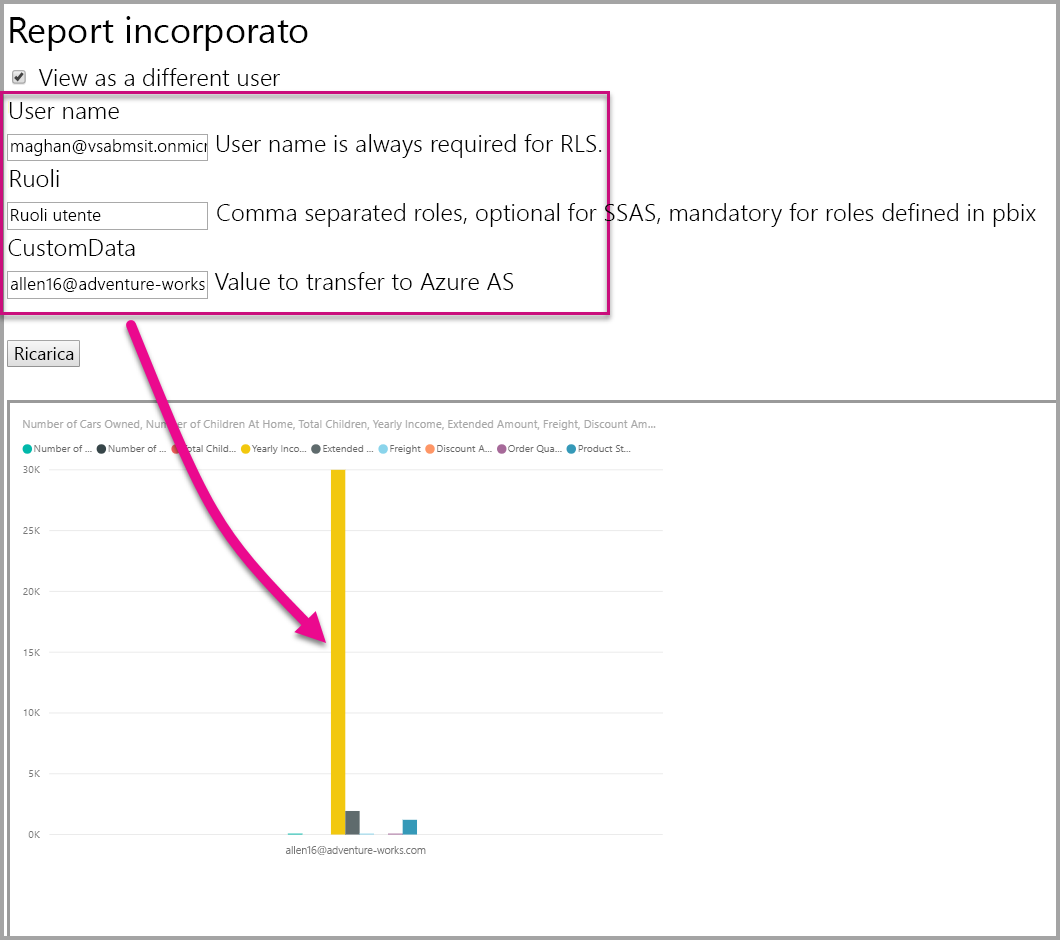 Report incorporato
View as a different user
User name
maghan@vsabmsit.onmicr User name is always required for RLS.
Ruoli
Ruoli utente Comma separated roles, optional for SSAS, mandatory for roles defined in pbix
CustomData
allen16@adventure-works Value to transfer to Azure AS
Ricarica
Number of Cars Owned, Number of Children At Home, Total Children, Yearly Income, Extended Amount, Freight, Discount Am...
Number of ... Number of ... Total Child... Yearly Inco... Extended ... Freight Discount A... Order Qua... Product St...
30K
25K
20K
15K
10K
5K
0K
allen16@adventure-works.com